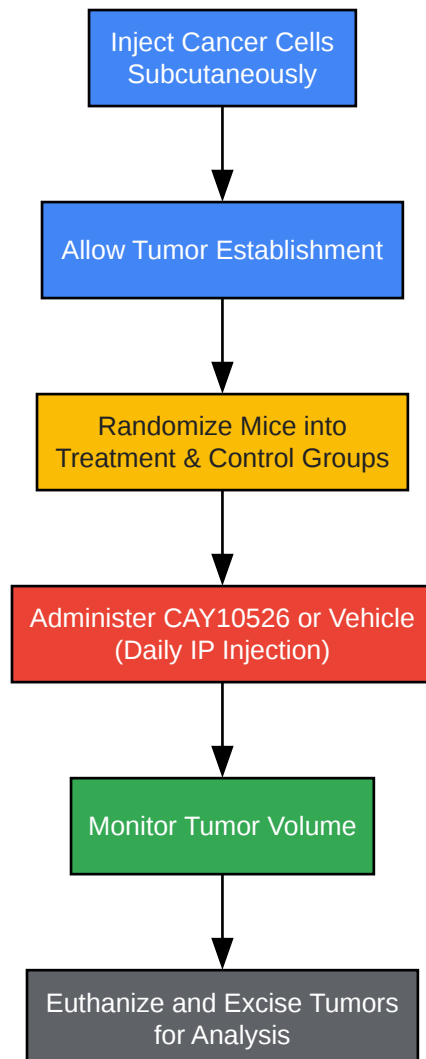 Inject Cancer Cells
Subcutaneously
Allow Tumor Establishment
Randomize Mice into
Treatment & Control Groups
Administer CAY10526 or Vehicle
(Daily IP Injection)
Monitor Tumor Volume
Euthanize and Excise Tumors
for Analysis